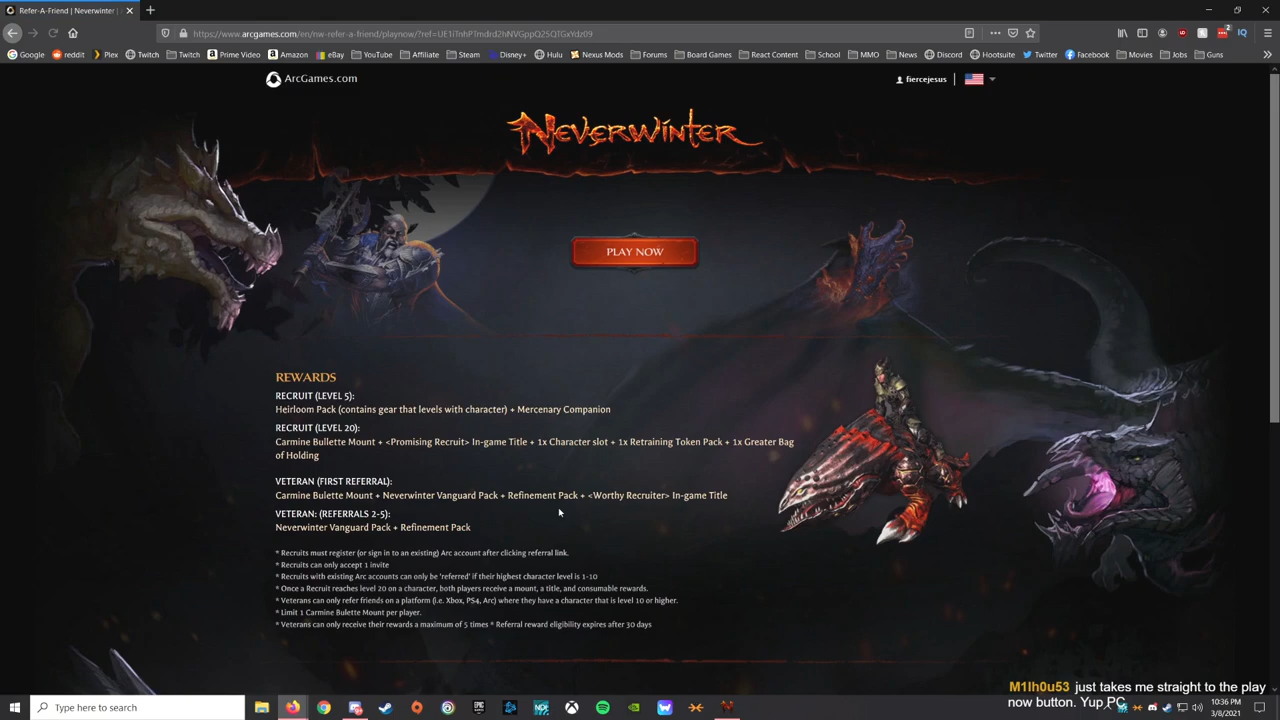 Refer-A-Friend | Neverwinter |
https://www.arcgames.com/en/nw-refer-a-friend/playnow/?ref=
Google reddit Plex Twitch Twitch Prime Video Amazon eBay YouTube Affiliate Steam Disney+ Hulu Nexus Mods Forums Board Games React Content School MMO News Discord Hootsuite Twitter Facebook Movies Jobs Guns
ArcGames.com
fiercejesus
NEVERWINTER
PLAY NOW
REWARDS
RECRUIT (LEVEL 5):
Heirloom Pack (contains gear that levels with character) + Mercenary Companion
RECRUIT (LEVEL 20):
Carmine Bullette Mount + <Promising Recruit> In-game Title + 1x Character slot + 1x Retraining Token Pack + 1x Greater Bag
of Holding
VETERAN (FIRST REFERRAL):
Carmine Bulette Mount + Neverwinter Vanguard Pack + Refinement Pack + <Worthy Recruiter> In-game Title
VETERAN: (REFERRALS 2-5):
Neverwinter Vanguard Pack + Refinement Pack
* Recruits must register (or sign in to an existing) Arc account after clicking referral link.
* Recruits can only accept 1 invite
* Recruits with existing Arc accounts can only be 'referred' if their highest character level is 1-10
* Once a Recruit reaches level 20 on a character, both players receive a mount, a title, and consumable rewards.
* Veterans can only refer friends on a platform (i.e. Xbox, PS4, Arc) where they have a character that is level 10 or higher.
* Limit 1 Carmine Bulette Mount per player.
* Veterans can only receive their rewards a maximum of 5 times * Referral reward eligibility expires after 30 days
M1lh0u53 just takes me straight to the play
now button. Yup PC
Type here to search
EPIC
10:36 PM
3/8/2021